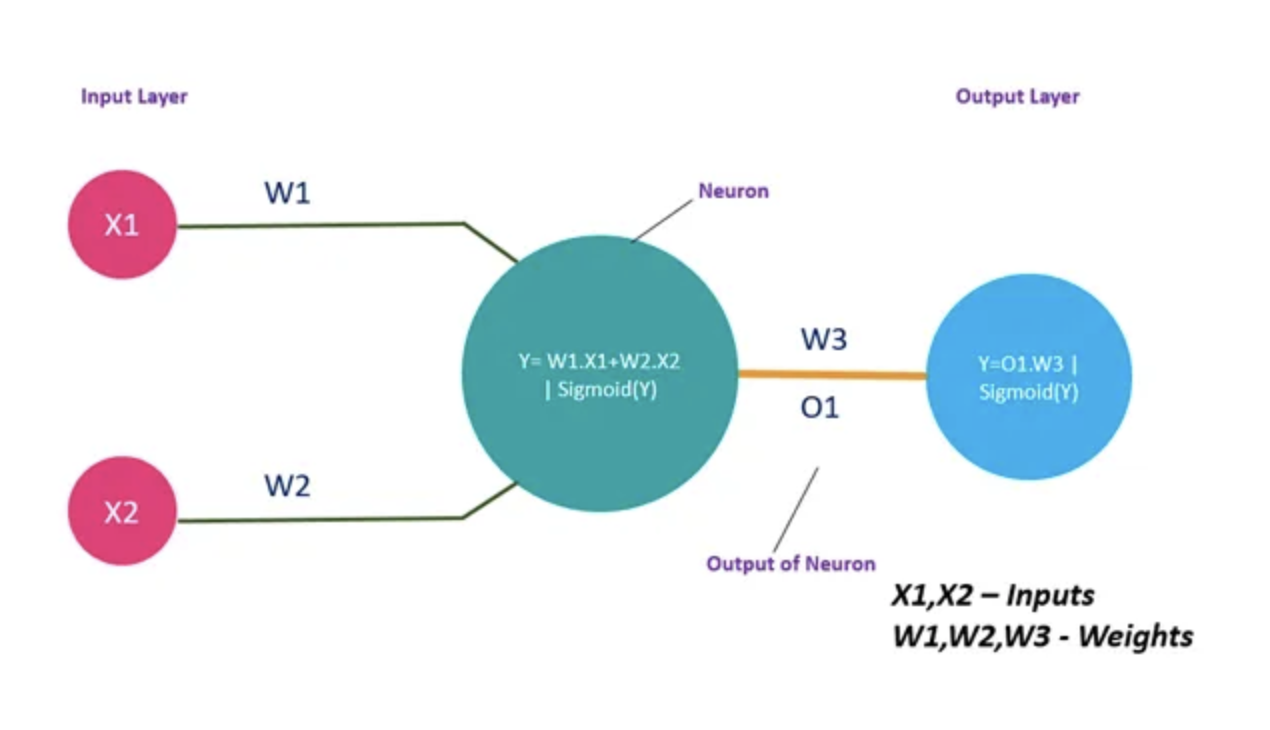 Input Layer
Output Layer
X1
W1
Neuron
Y= W1.X1+W2.X2
| Sigmoid(Y)
W3
O1
Y=O1.W3 |
Sigmoid(Y)
X2
W2
Output of Neuron
X1,X2 – Inputs
W1,W2,W3 - Weights